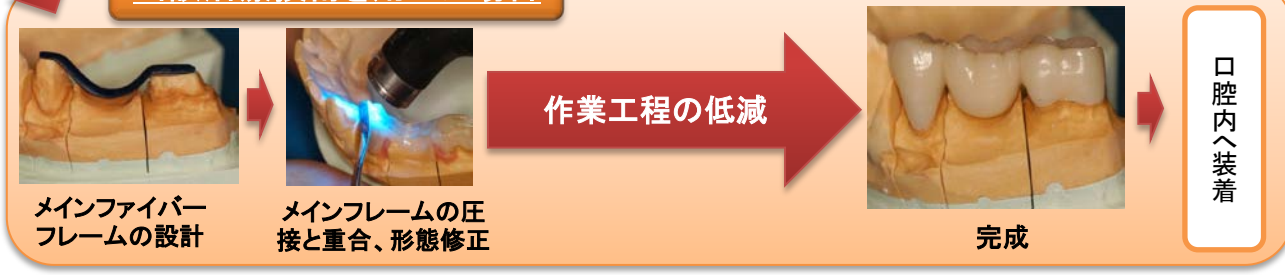 メインファイバー
フレームの設計
メインフレームの圧
接と重合、形態修正
作業工程の低減
完成
口腔内へ装着